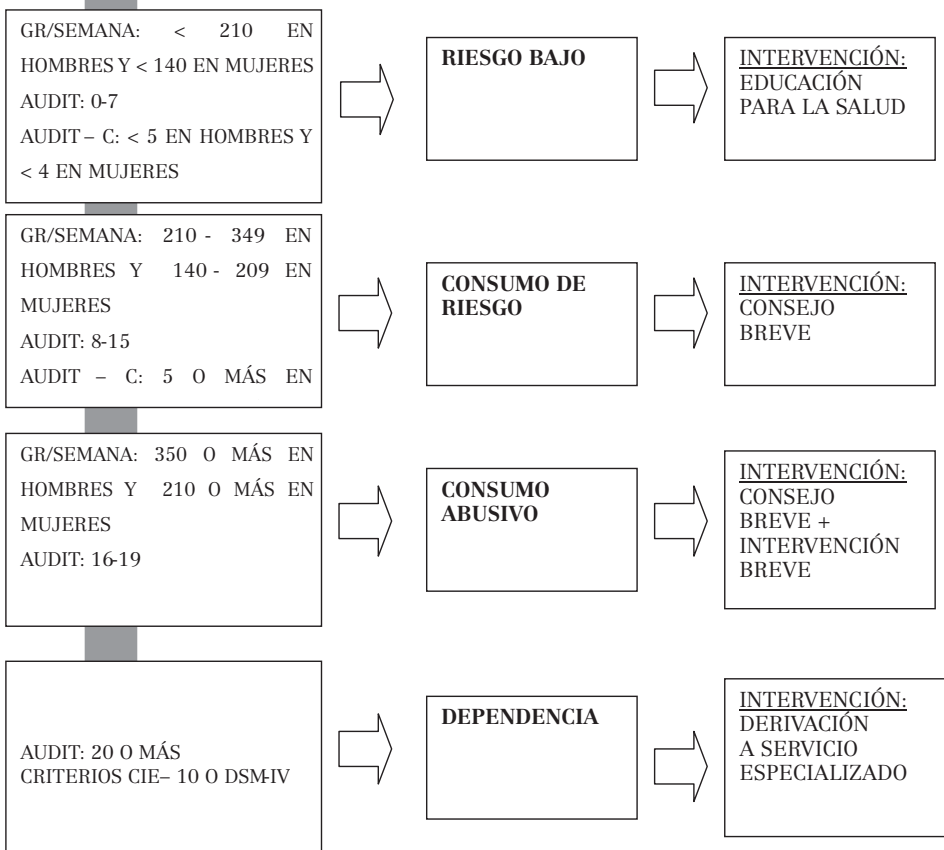 GR/SEMANA: < 210 EN
HOMBRES Y < 140 EN MUJERES
AUDIT: 0-7
AUDIT – C: < 5 EN HOMBRES Y
< 4 EN MUJERES
RIESGO BAJO
INTERVENCIÓN:
EDUCACIÓN
PARA LA SALUD
GR/SEMANA: 210 - 349 EN
HOMBRES Y 140 - 209 EN
MUJERES
AUDIT: 8-15
AUDIT – C: 5 O MÁS EN
CONSUMO DE
RIESGO
INTERVENCIÓN:
CONSEJO
BREVE
GR/SEMANA: 350 O MÁS EN
HOMBRES Y 210 O MÁS EN
MUJERES
AUDIT: 16-19
CONSUMO
ABUSIVO
INTERVENCIÓN:
CONSEJO
BREVE +
INTERVENCIÓN
BREVE
AUDIT: 20 O MÁS
CRITERIOS CIE– 10 O DSM-IV
DEPENDENCIA
INTERVENCIÓN:
DERIVACIÓN
A SERVICIO
ESPECIALIZADO